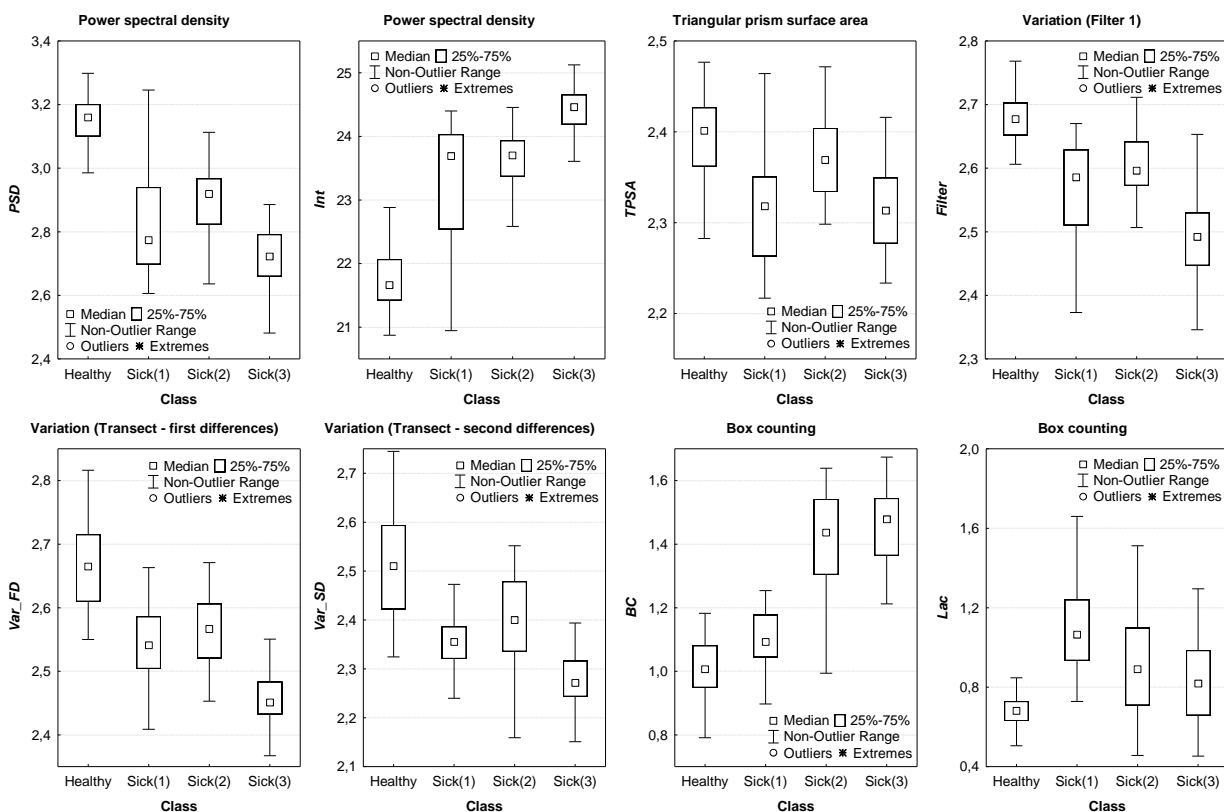 Power spectral density
3,4
3,2
3,0
2,8
2,6
2,4
PSD
Median 25%-75%
Non-Outlier Range
Outliers Extremes
Healthy Sick(1) Sick(2) Sick(3)
Class
Power spectral density
25
24
23
22
21
Int
Median 25%-75%
Non-Outlier Range
Outliers Extremes
Healthy Sick(1) Sick(2) Sick(3)
Class
Triangular prism surface area
2,5
2,4
2,3
2,2
TPSA
Median 25%-75%
Non-Outlier Range
Outliers Extremes
Healthy Sick(1) Sick(2) Sick(3)
Class
Variation (Filter 1)
2,8
2,7
2,6
2,5
2,4
2,3
Filter
Median 25%-75%
Non-Outlier Range
Outliers Extremes
Healthy Sick(1) Sick(2) Sick(3)
Class
Variation (Transect - first differences)
2,8
2,7
2,6
2,5
2,4
Var_FD
Median 25%-75%
Non-Outlier Range
Outliers Extremes
Healthy Sick(1) Sick(2) Sick(3)
Class
Variation (Transect - second differences)
2,7
2,6
2,5
2,4
2,3
2,2
2,1
Var_SD
Median 25%-75%
Non-Outlier Range
Outliers Extremes
Healthy Sick(1) Sick(2) Sick(3)
Class
Box counting
1,6
1,4
1,2
1,0
0,8
BC
Median 25%-75%
Non-Outlier Range
Outliers Extremes
Healthy Sick(1) Sick(2) Sick(3)
Class
Box counting
2,0
1,6
1,2
0,8
0,4
Lac
Median 25%-75%
Non-Outlier Range
Outliers Extremes
Healthy Sick(1) Sick(2) Sick(3)
Class